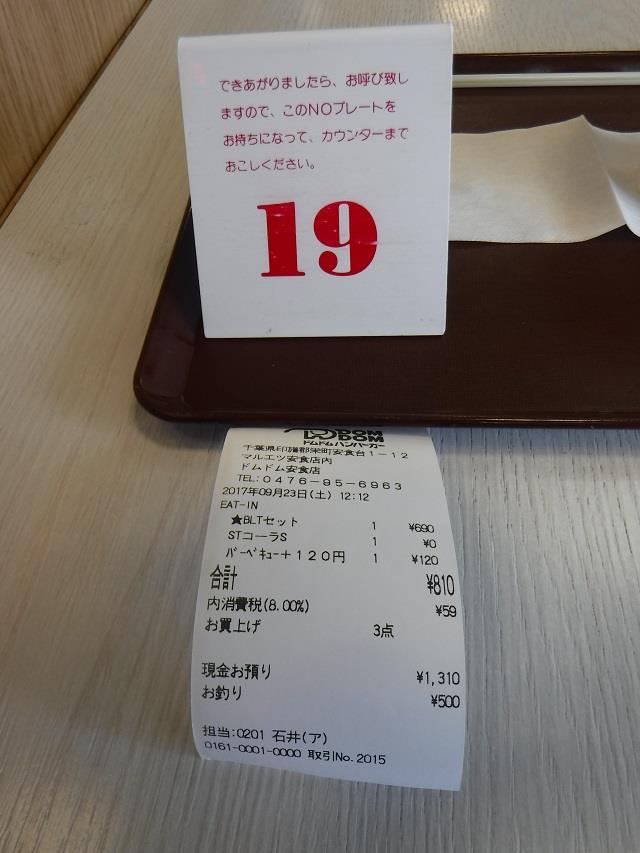 できあがりましたら、お呼び致し
ますので、このNOプレートを
お持ちになって、カウンターまで
おこしください。
19
DOM DOM
ドムドムハンバーガー
千葉県印旛郡栄町安食台1-12
マルエツ安食店内
ドムドム安食店
TEL:0476-95-6963
2017年09月23日(土) 12:12
EAT-IN
★BLTセット 1 ¥690
STコーラS 1 ¥0
バーベキュー+120円 1 ¥120
合計 ¥810
内消費税(8.00%) ¥59
お買上げ 3点
現金お預り ¥1,310
お釣り ¥500
担当:0201 石井(ア)
0161-0001-0000 取引No.2015